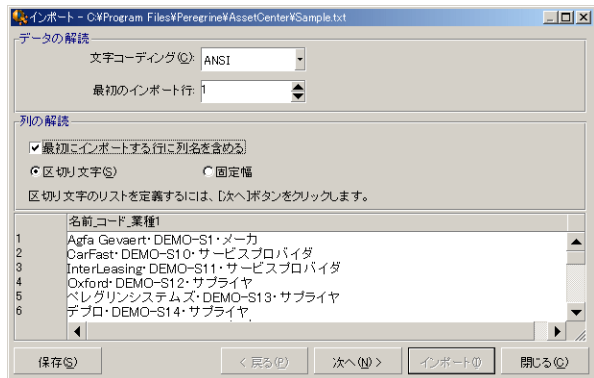 インポート - C:¥Program Files¥Peregrine¥AssetCenter¥Sample.txt
データの解読
文字コーディング(C): ANSI
最初のインポート行: 1
列の解読
最初にインポートする行に列名を含める
区切り文字(S) 固定幅
区切り文字のリストを定義するには、[次へ]ボタンをクリックします。
名前_コード_業種1
1 Agfa Gevaert・DEMO-S1・メーカ
2 CarFast・DEMO-S10・サービスプロバイダ
3 InterLeasing・DEMO-S11・サービスプロバイダ
4 Oxford・DEMO-S12・サプライヤ
5 ペレグリンシステムズ・DEMO-S13・サプライヤ
6 デプロ・DEMO-S14・サプライヤ
保存(S) < 戻る(P) 次へ(N) > インポート(I) 閉じる(C)